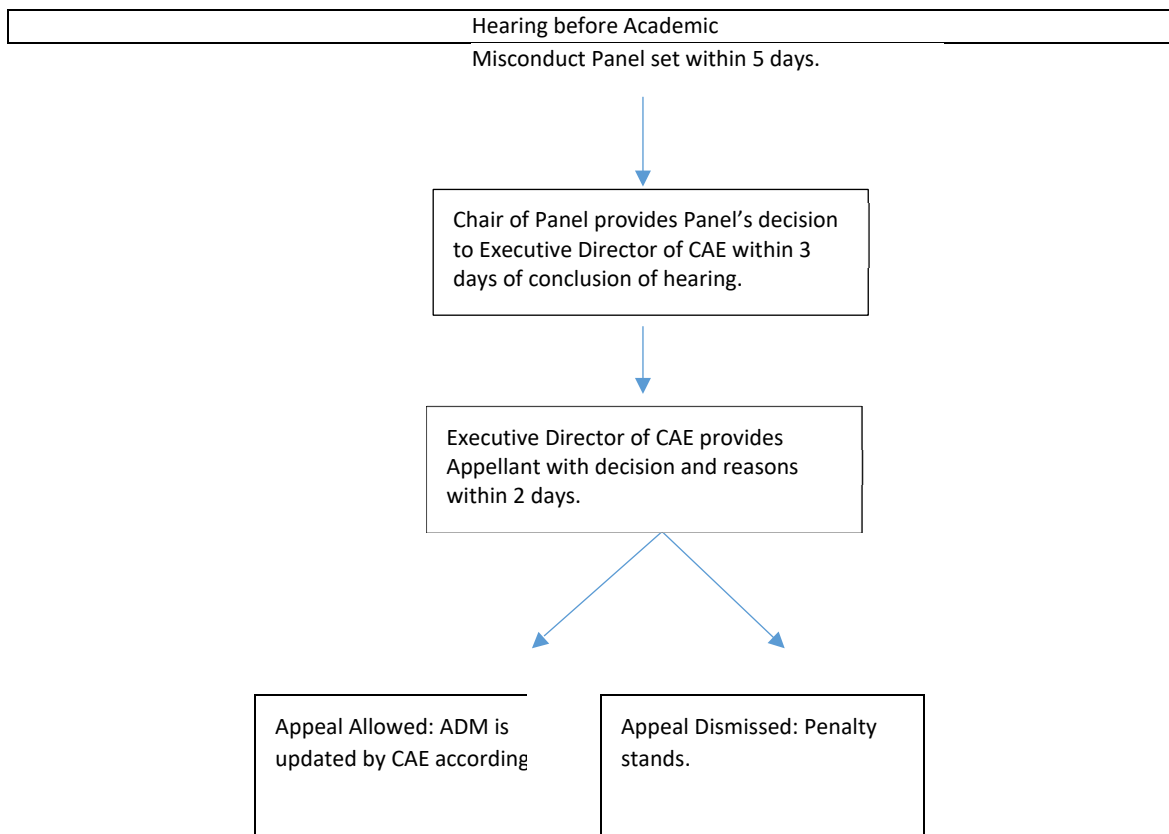 Hearing before Academic
Misconduct Panel set within 5 days.
Chair of Panel provides Panel’s decision
to Executive Director of CAE within 3
days of conclusion of hearing.
Executive Director of CAE provides
Appellant with decision and reasons
within 2 days.
Appeal Allowed: ADM is
updated by CAE according
Appeal Dismissed: Penalty
stands.